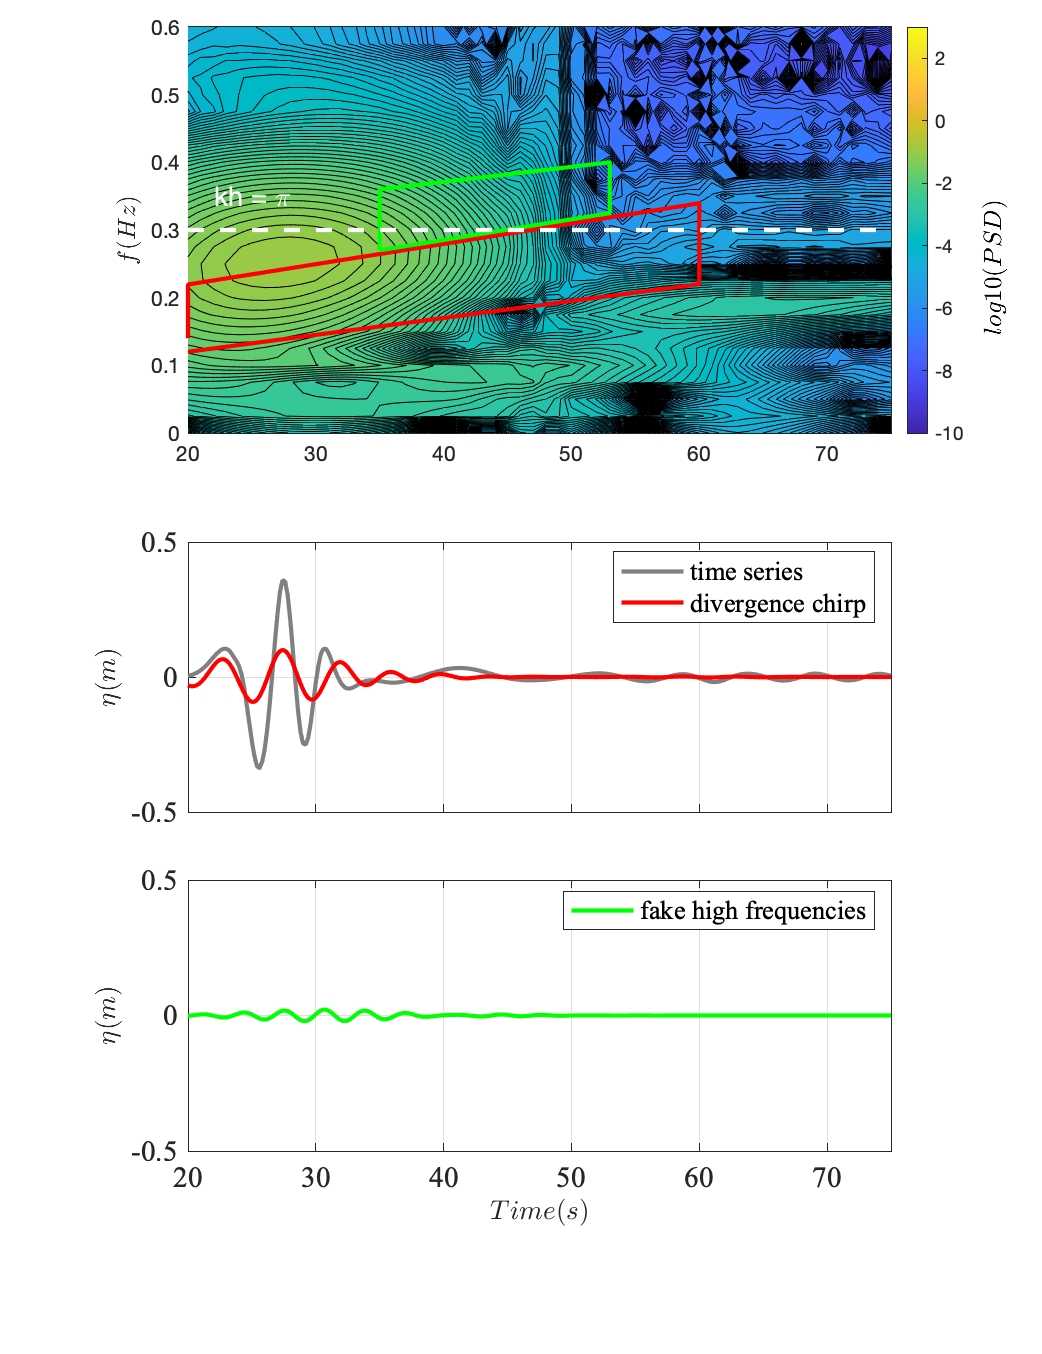 0.6
0.5
0.4
0.3
0.2
0.1
0
f(Hz)
kh = π
20 30 40 50 60 70
2
0
-2
-4
-6
-8
-10
log10(PSD)
0.5
0
-0.5
η(m)
time series
divergence chirp
0.5
0
-0.5
η(m)
fake high frequencies
20 30 40 50 60 70
Time(s)